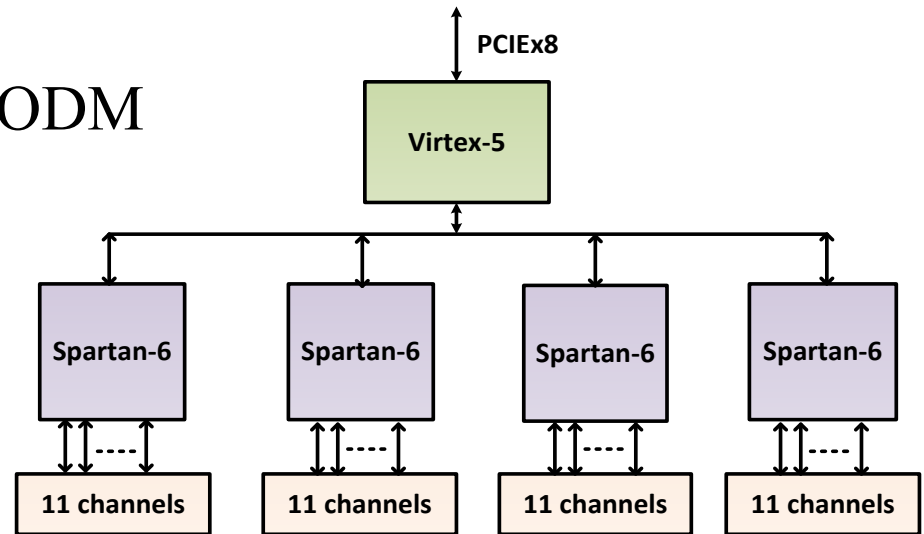 PCIEx8
ODM
Virtex-5
Spartan-6
Spartan-6
Spartan-6
Spartan-6
11 channels
11 channels
11 channels
11 channels